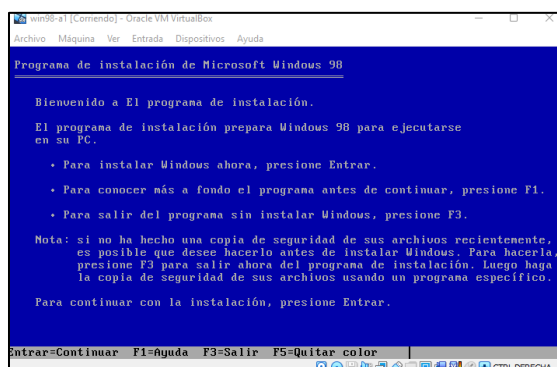 win98-a1 [Corriendo] - Oracle VM VirtualBox
Archivo Máquina Ver Entrada Dispositivos Ayuda
Programa de instalación de Microsoft Windows 98
Bienvenido a El programa de instalación.
El programa de instalación prepara Windows 98 para ejecutarse
en su PC.
• Para instalar Windows ahora, presione Entrar.
• Para conocer más a fondo el programa antes de continuar, presione F1.
• Para salir del programa sin instalar Windows, presione F3.
Nota: si no ha hecho una copia de seguridad de sus archivos recientemente,
es posible que desee hacerlo antes de instalar Windows. Para hacerla,
presione F3 para salir ahora del programa de instalación. Luego haga
la copia de seguridad de sus archivos usando un programa específico.
Para continuar con la instalación, presione Entrar.
Entrar=Continuar F1=Ayuda F3=Salir F5=Quitar color
CTRL DERECHA